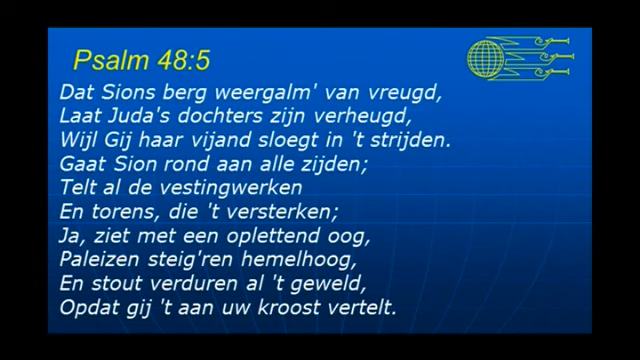 Psalm 48:5
Dat Sions berg weergalm' van vreugd,
Laat Juda's dochters zijn verheugd,
Wijl Gij haar vijand sloegt in 't strijden.
Gaat Sion rond aan alle zijden;
Telt al de vestingwerken
En torens, die 't versterken;
Ja, ziet met een oplettend oog,
Paleizen steig'ren hemelhoog,
En stout verduren al 't geweld,
Opdat gij 't aan uw kroost vertelt.